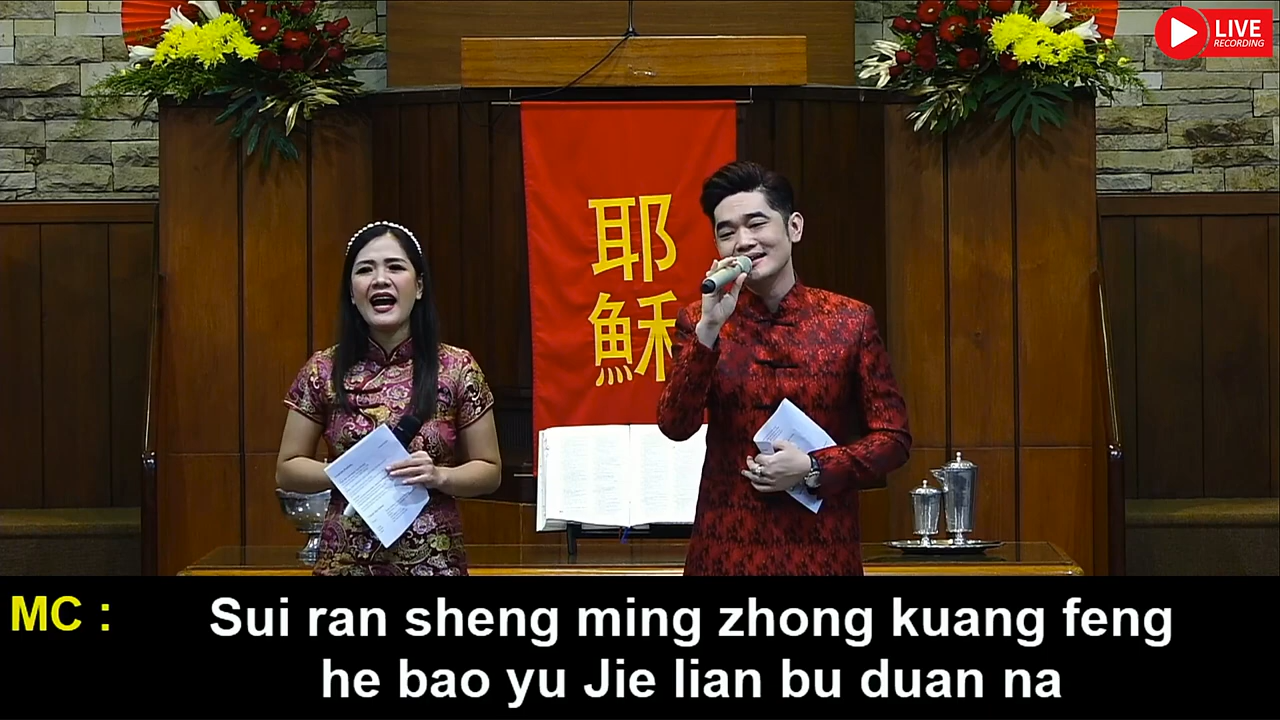 LIVE
RECORDING
耶
穌
MC : Sui ran sheng ming zhong kuang feng
he bao yu Jie lian bu duan na